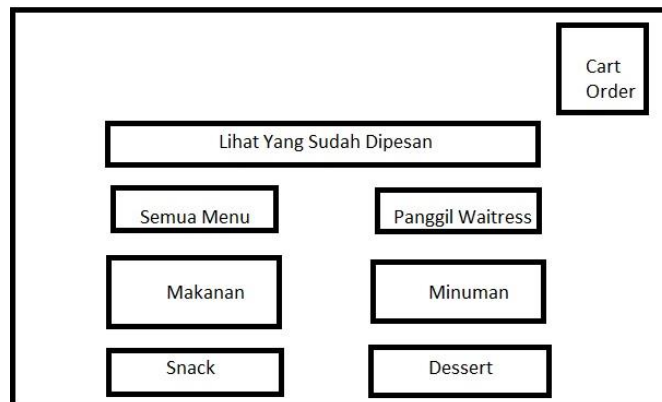 Cart
Order
Lihat Yang Sudah Dipesan
Semua Menu
Panggil Waitress
Makanan
Minuman
Snack
Dessert